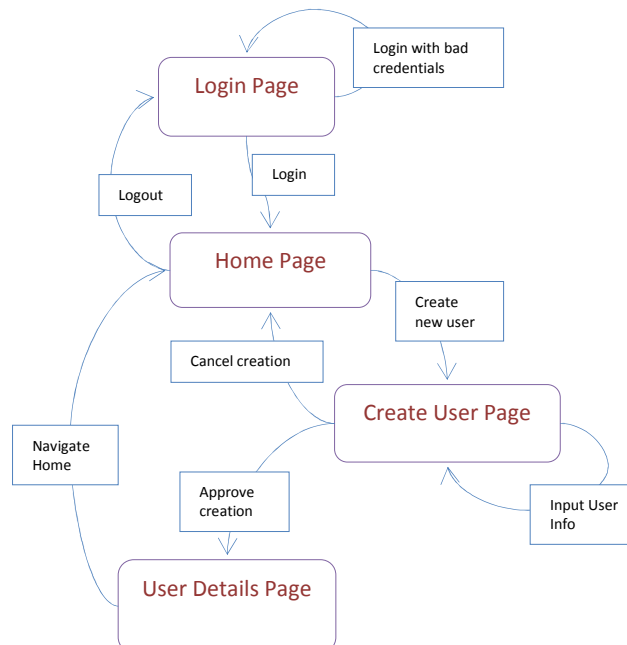 Login with bad
credentials
Login Page
Login
Logout
Home Page
Create
new user
Cancel creation
Create User Page
Navigate
Home
Approve
creation
Input User
Info
User Details Page